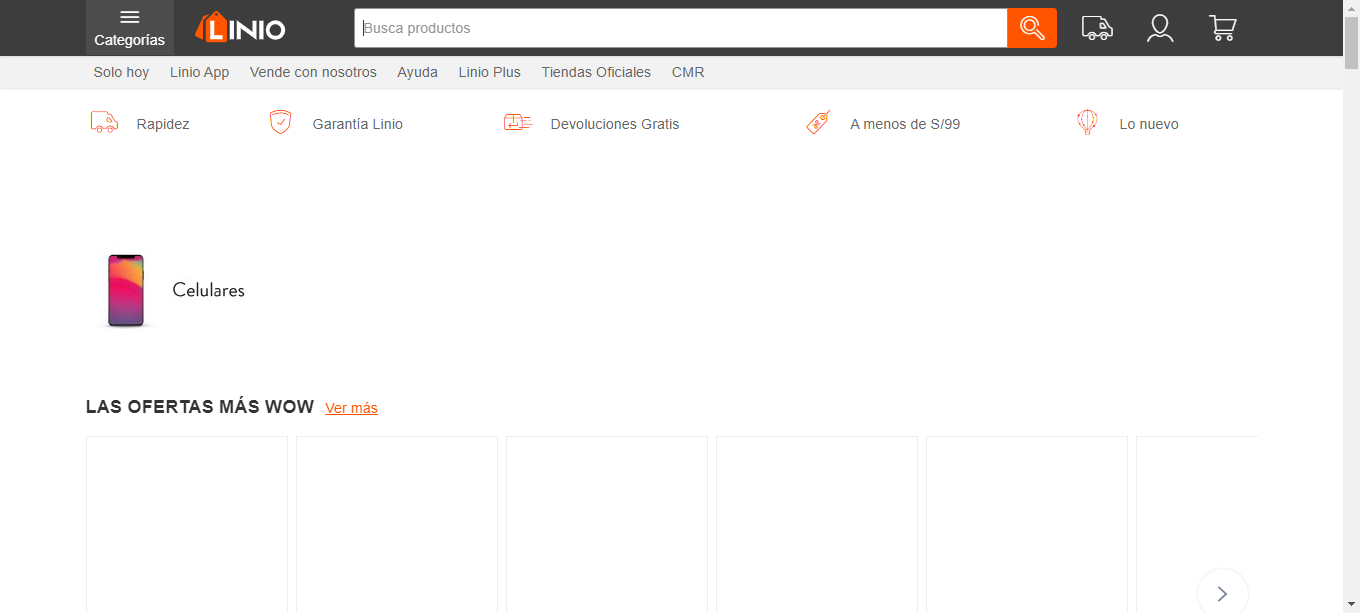 Categorías
LINIO
Busca productos
Solo hoy Linio App Vende con nosotros Ayuda Linio Plus Tiendas Oficiales CMR
Rapidez Garantía Linio Devoluciones Gratis A menos de S/99 Lo nuevo
Celulares
LAS OFERTAS MÁS WOW Ver más